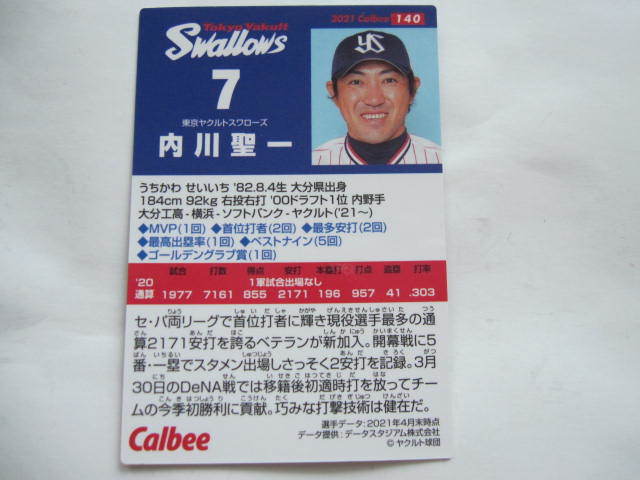 Tokyo Yakult
Swallows
2021 Calbee 140
7
東京ヤクルトスワローズ
内川聖一
うちかわ せいいち '82.8.4生 大分県出身
184cm 92kg 右投右打 '00ドラフト1位 内野手
大分工高-横浜-ソフトバンク-ヤクルト('21~)
◆MVP(1回) ◆首位打者(2回) ◆最多安打(2回)
◆最高出塁率(1回) ◆ベストナイン(5回)
◆ゴールデングラブ賞(1回)
試合 打数 得点 安打 本塁打 打点 盗塁 打率
'20 1軍試合出場なし
通算 1977 7161 855 2171 196 957 41 .303
セ・パ両リーグで首位打者に輝き現役選手最多の通
算2171安打を誇るベテランが新加入。開幕戦に5
番・一塁でスタメン出場しさっそく2安打を記録。3月
30日のDeNA戦では移籍後初適時打を放ってチー
ムの今季初勝利に貢献。巧みな打撃技術は健在だ。
Calbee
選手データ:2021年4月末時点
データ提供:データスタジアム株式会社
© ヤクルト球団